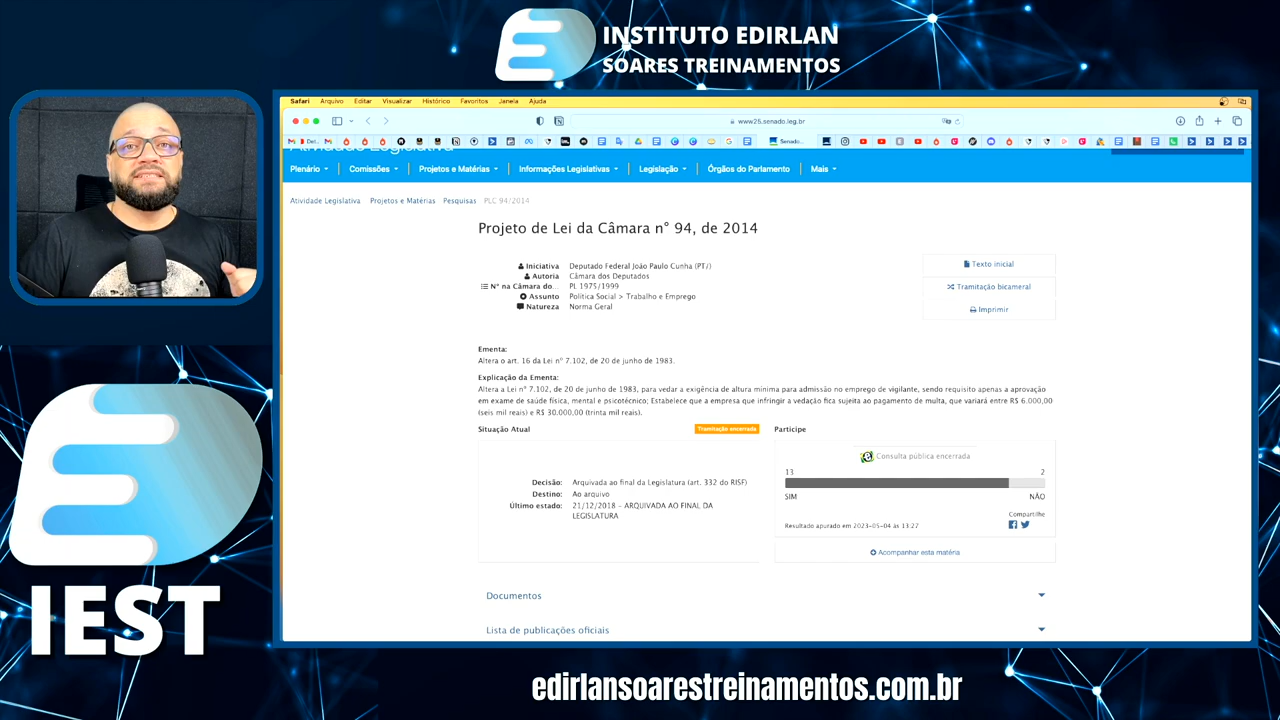 INSTITUTO EDIRLAN
SOARES TREINAMENTOS
Safari Arquivo Editar Visualizar Histórico Favoritos Janela Ajuda
www25.senado.leg.br
Senado...
Plenário Comissões Projetos e Matérias Informações Legislativas Legislação Órgãos do Parlamento Mais
Atividade Legislativa Projetos e Matérias Pesquisas PLC 94/2014
Projeto de Lei da Câmara n° 94, de 2014
Iniciativa Deputado Federal João Paulo Cunha (PT/)
Autoria Câmara dos Deputados
Nº na Câmara do... PL 1975/1999
Assunto Política Social > Trabalho e Emprego
Natureza Norma Geral
Texto inicial
Tramitação bicameral
Imprimir
Ementa:
Altera o art. 16 da Lei nº 7.102, de 20 de junho de 1983.
Explicação da Ementa:
Altera a Lei nº 7.102, de 20 de junho de 1983, para vedar a exigência de altura mínima para admissão no emprego de vigilante, sendo requisito apenas a aprovação
em exame de saúde física, mental e psicotécnico; Estabelece que a empresa que infringir a vedação fica sujeita ao pagamento de multa, que variará entre R$ 6.000,00
(seis mil reais) e R$ 30.000,00 (trinta mil reais).
Situação Atual Tramitação encerrada
Decisão: Arquivada ao final da Legislatura (art. 332 do RISF)
Destino: Ao arquivo
Último estado: 21/12/2018 - ARQUIVADA AO FINAL DA
LEGISLATURA
Participe
Consulta pública encerrada
13 2
SIM NÃO
Compartilhe
Resultado apurado em 2023-05-04 às 13:27
Acompanhar esta matéria
Documentos
Lista de publicações oficiais
IEST
edirlansoarestreinamentos.com.br